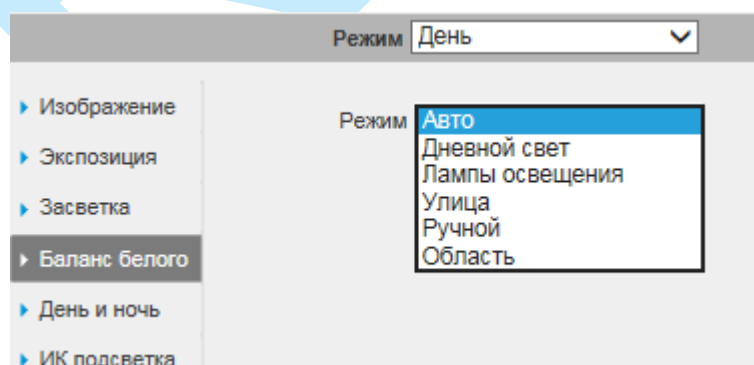 Режим День
Изображение
Экспозиция
Засветка
Баланс белого
День и ночь
ИК подсветка
Режим Авто
Дневной свет
Лампы освещения
Улица
Ручной
Область